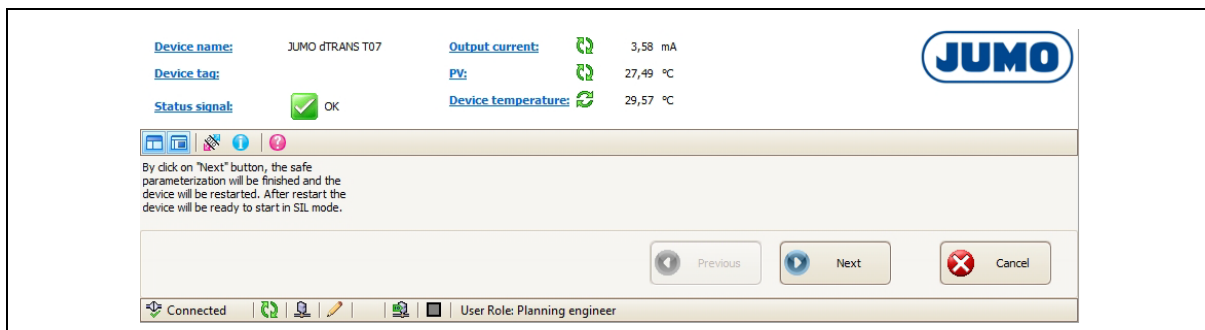 Device name: JUMO dTRANS T07 Output current: 3,58 mA
JUMO
Device tag: PV: 27,49 °C
Status signal: OK Device temperature: 29,57 °C
By click on "Next" button, the safe
parameterization will be finished and the
device will be restarted. After restart the
device will be ready to start in SIL mode.
Previous Next Cancel
Connected User Role: Planning engineer